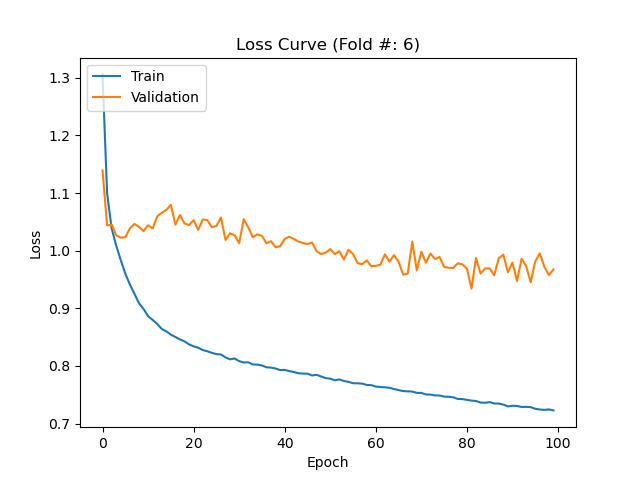 Loss Curve (Fold #: 6)
Train
Validation
1.3
1.2
1.1
1.0
0.9
0.8
0.7
Loss
0 20 40 60 80 100
Epoch